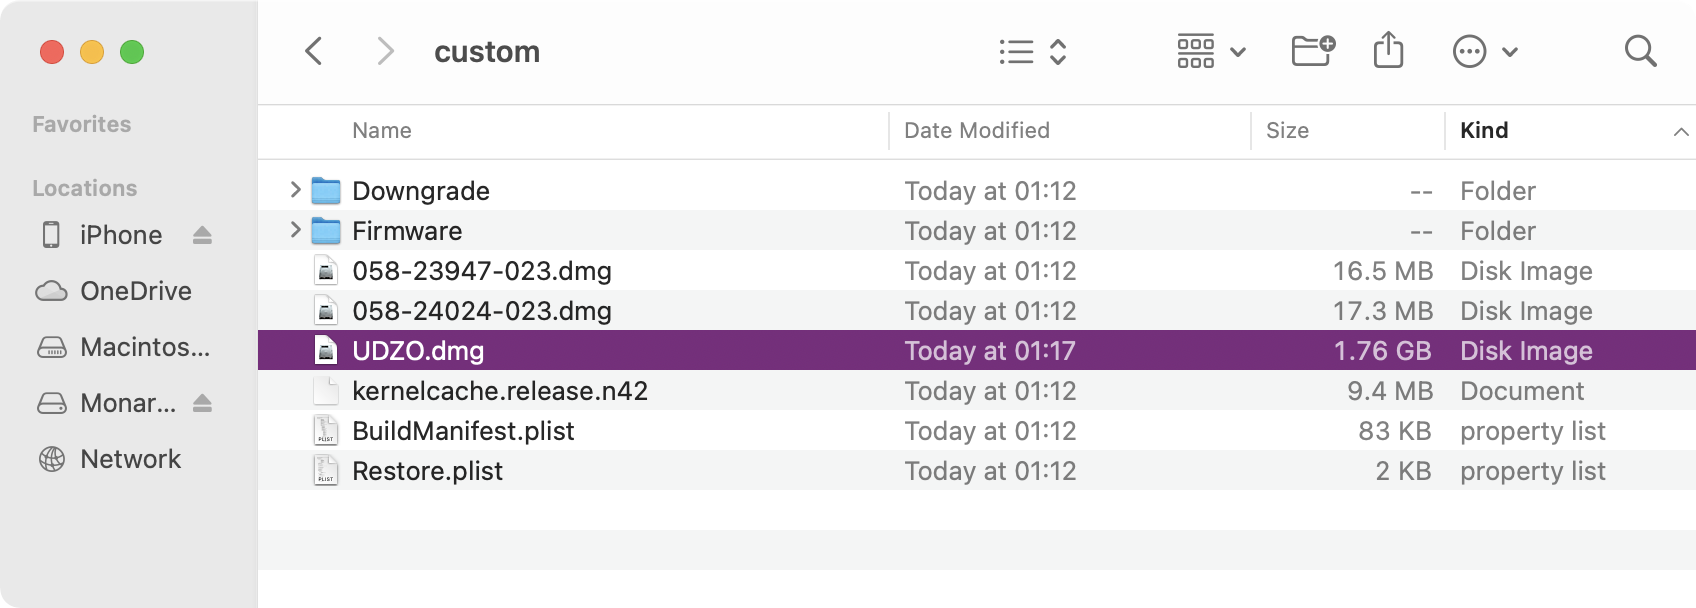 custom
Favorites
Locations
iPhone
OneDrive
Macintos...
Monar...
Network
Name Date Modified Size Kind
Downgrade Today at 01:12 -- Folder
Firmware Today at 01:12 -- Folder
058-23947-023.dmg Today at 01:12 16.5 MB Disk Image
058-24024-023.dmg Today at 01:12 17.3 MB Disk Image
UDZO.dmg Today at 01:17 1.76 GB Disk Image
kernelcache.release.n42 Today at 01:12 9.4 MB Document
BuildManifest.plist Today at 01:12 83 KB property list
Restore.plist Today at 01:12 2 KB property list
PLIST
PLIST